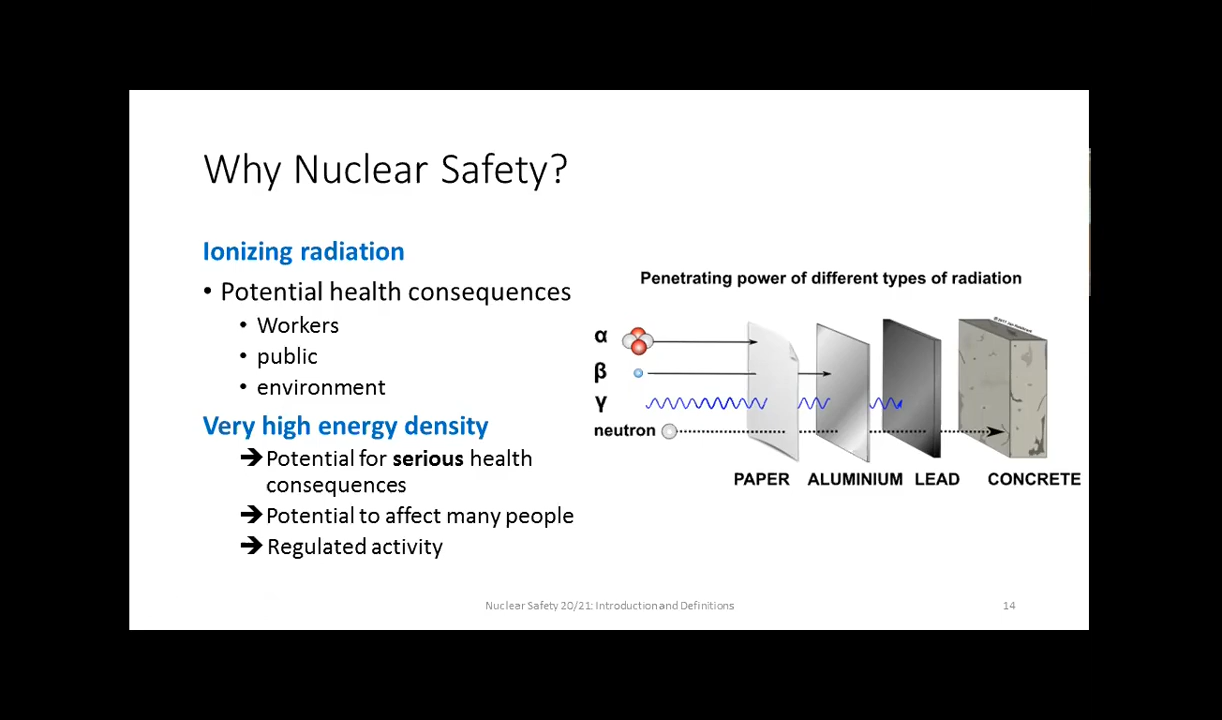 Why Nuclear Safety?
Ionizing radiation
• Potential health consequences
• Workers
• public
• environment
Very high energy density
➔ Potential for serious health
consequences
➔ Potential to affect many people
➔ Regulated activity
Penetrating power of different types of radiation
α
β
γ
neutron
PAPER ALUMINIUM LEAD CONCRETE
Nuclear Safety 20/21: Introduction and Definitions
14